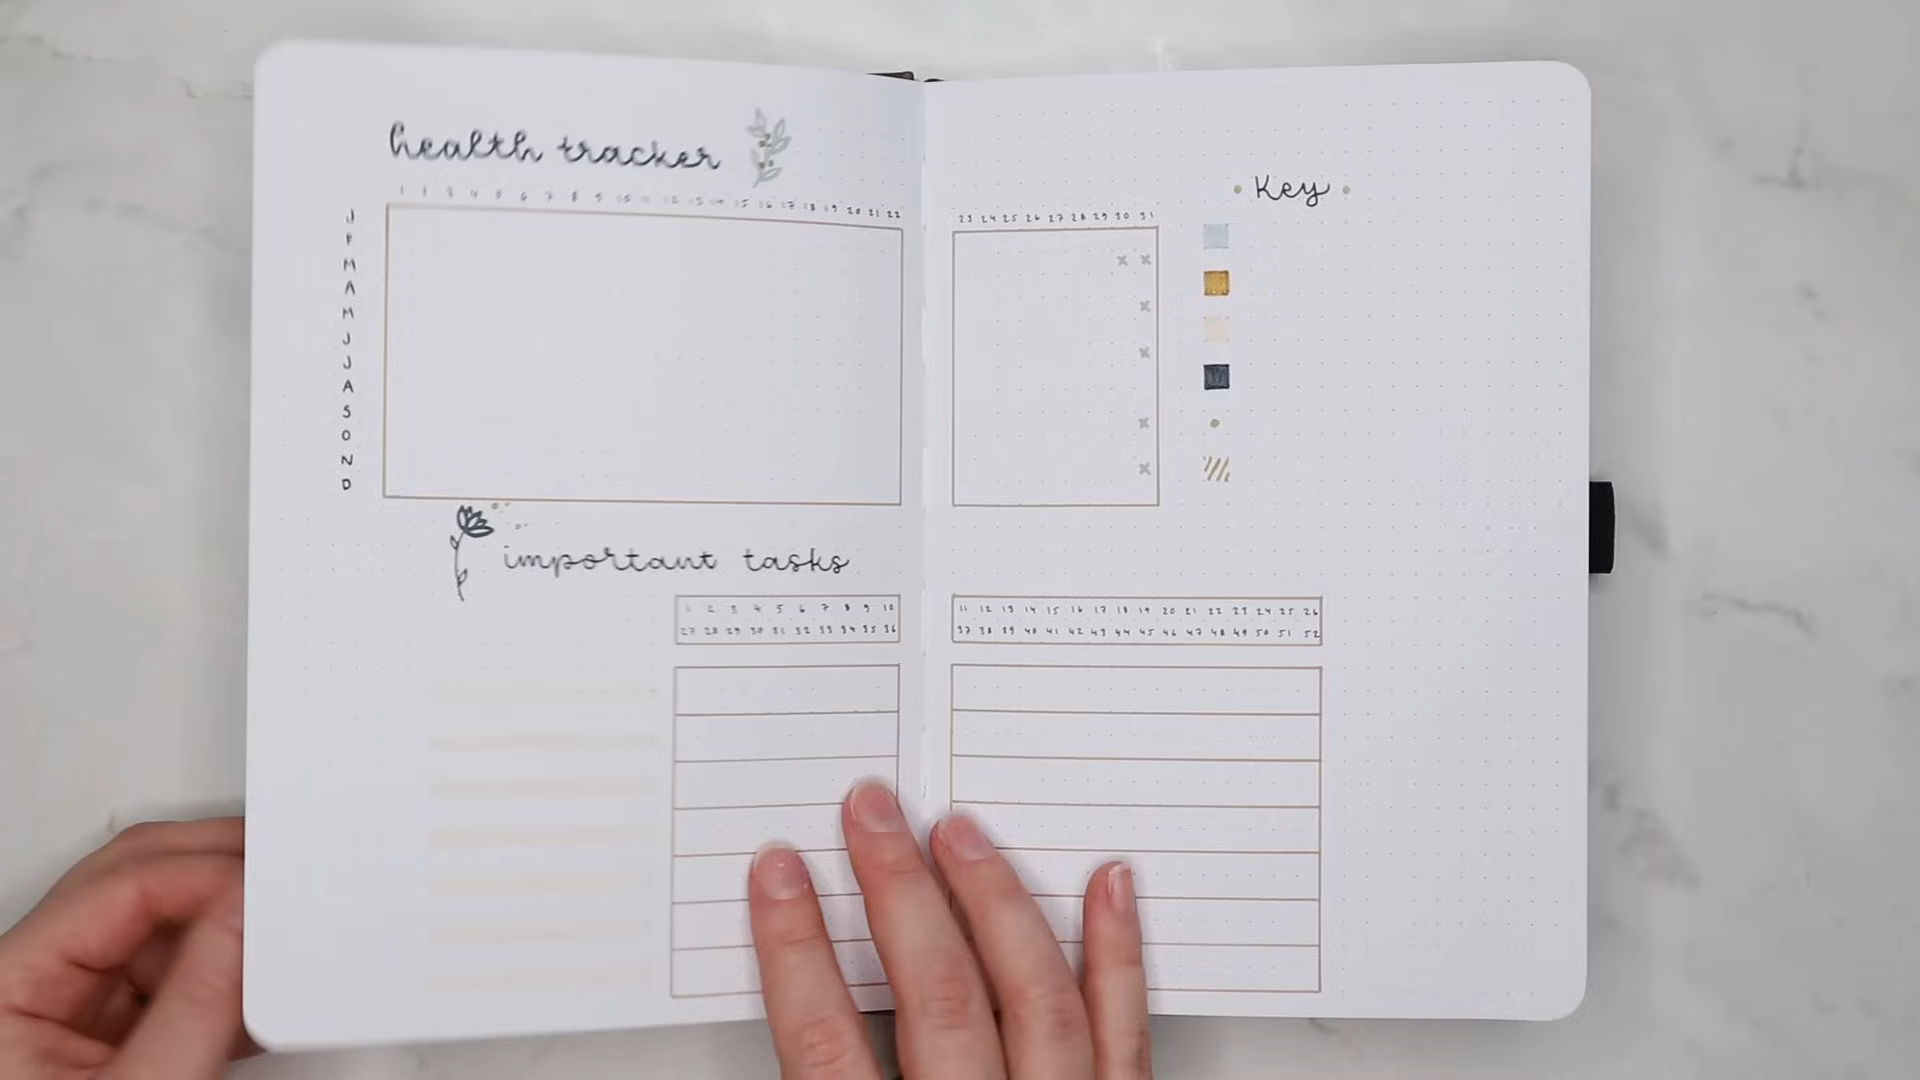 health tracker
1 2 3 4 5 6 7 8 9 10 11 12 13 14 15 16 17 18 19 20 21 22
23 24 25 26 27 28 29 30 31
J
F
M
A
M
J
J
A
S
O
N
D
x x
x
x
x
x
Key
important tasks
1 2 3 4 5 6 7 8 9 10
27 28 29 30 31 32 33 34 35 36
11 12 13 14 15 16 17 18 19 20 21 22 23 24 25 26
37 38 39 40 41 42 43 44 45 46 47 48 49 50 51 52